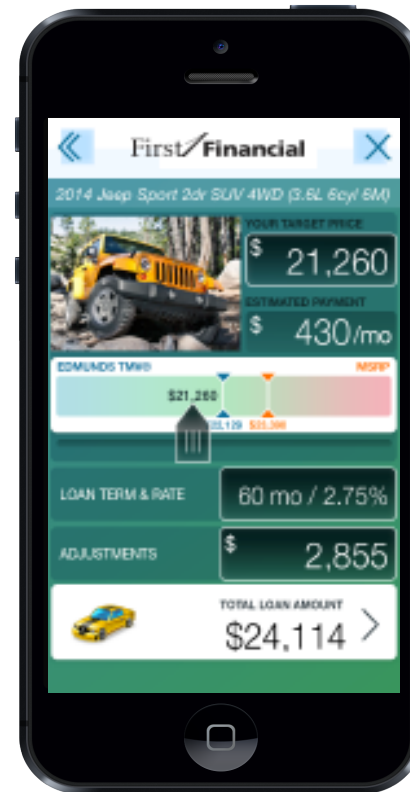 First Financial
2014 Jeep Sport 2dr SUV 4WD (3.6L 6cyl 6M)
YOUR TARGET PRICE
$ 21,260
ESTIMATED PAYMENT
$ 430/mo
EDMUNDS TMV® MSRP
$21,260
LOAN TERM & RATE 60 mo / 2.75%
ADJUSTMENTS $ 2,855
TOTAL LOAN AMOUNT
$24,114